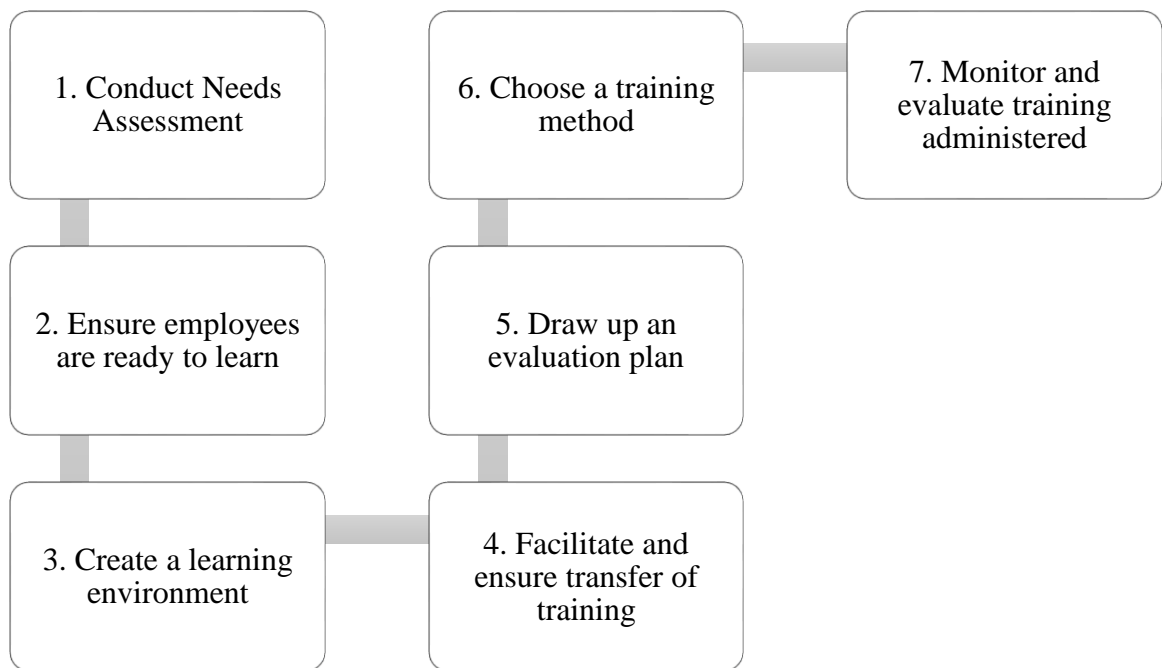 1. Conduct Needs
Assessment
2. Ensure employees
are ready to learn
3. Create a learning
environment
4. Facilitate and
ensure transfer of
training
5. Draw up an
evaluation plan
6. Choose a training
method
7. Monitor and
evaluate training
administered